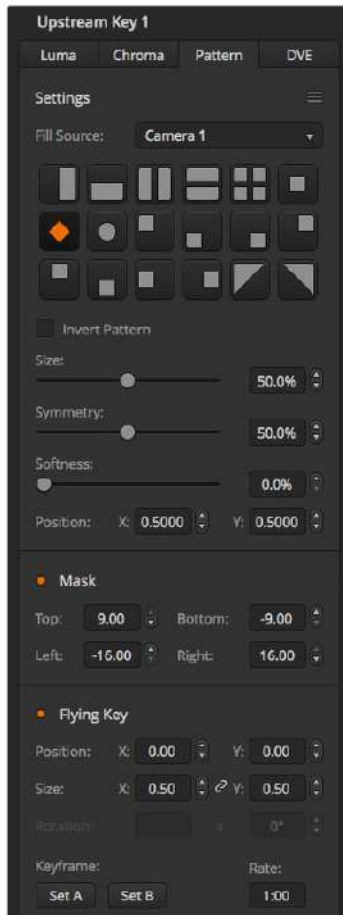 Upstream Key 1
Luma Chroma Pattern DVE
Settings
Fill Source: Camera 1
Invert Pattern
Size:
50.0%
Symmetry:
50.0%
Softness:
0.0%
Position: X: 0.5000 Y: 0.5000
Mask
Top: 9.00 Bottom: -9.00
Left: -16.00 Right: 16.00
Flying Key
Position: X: 0.00 Y: 0.00
Size: X: 0.50 Y: 0.50
Rotation: x 0°
Keyframe: Rate:
Set A Set B 1:00